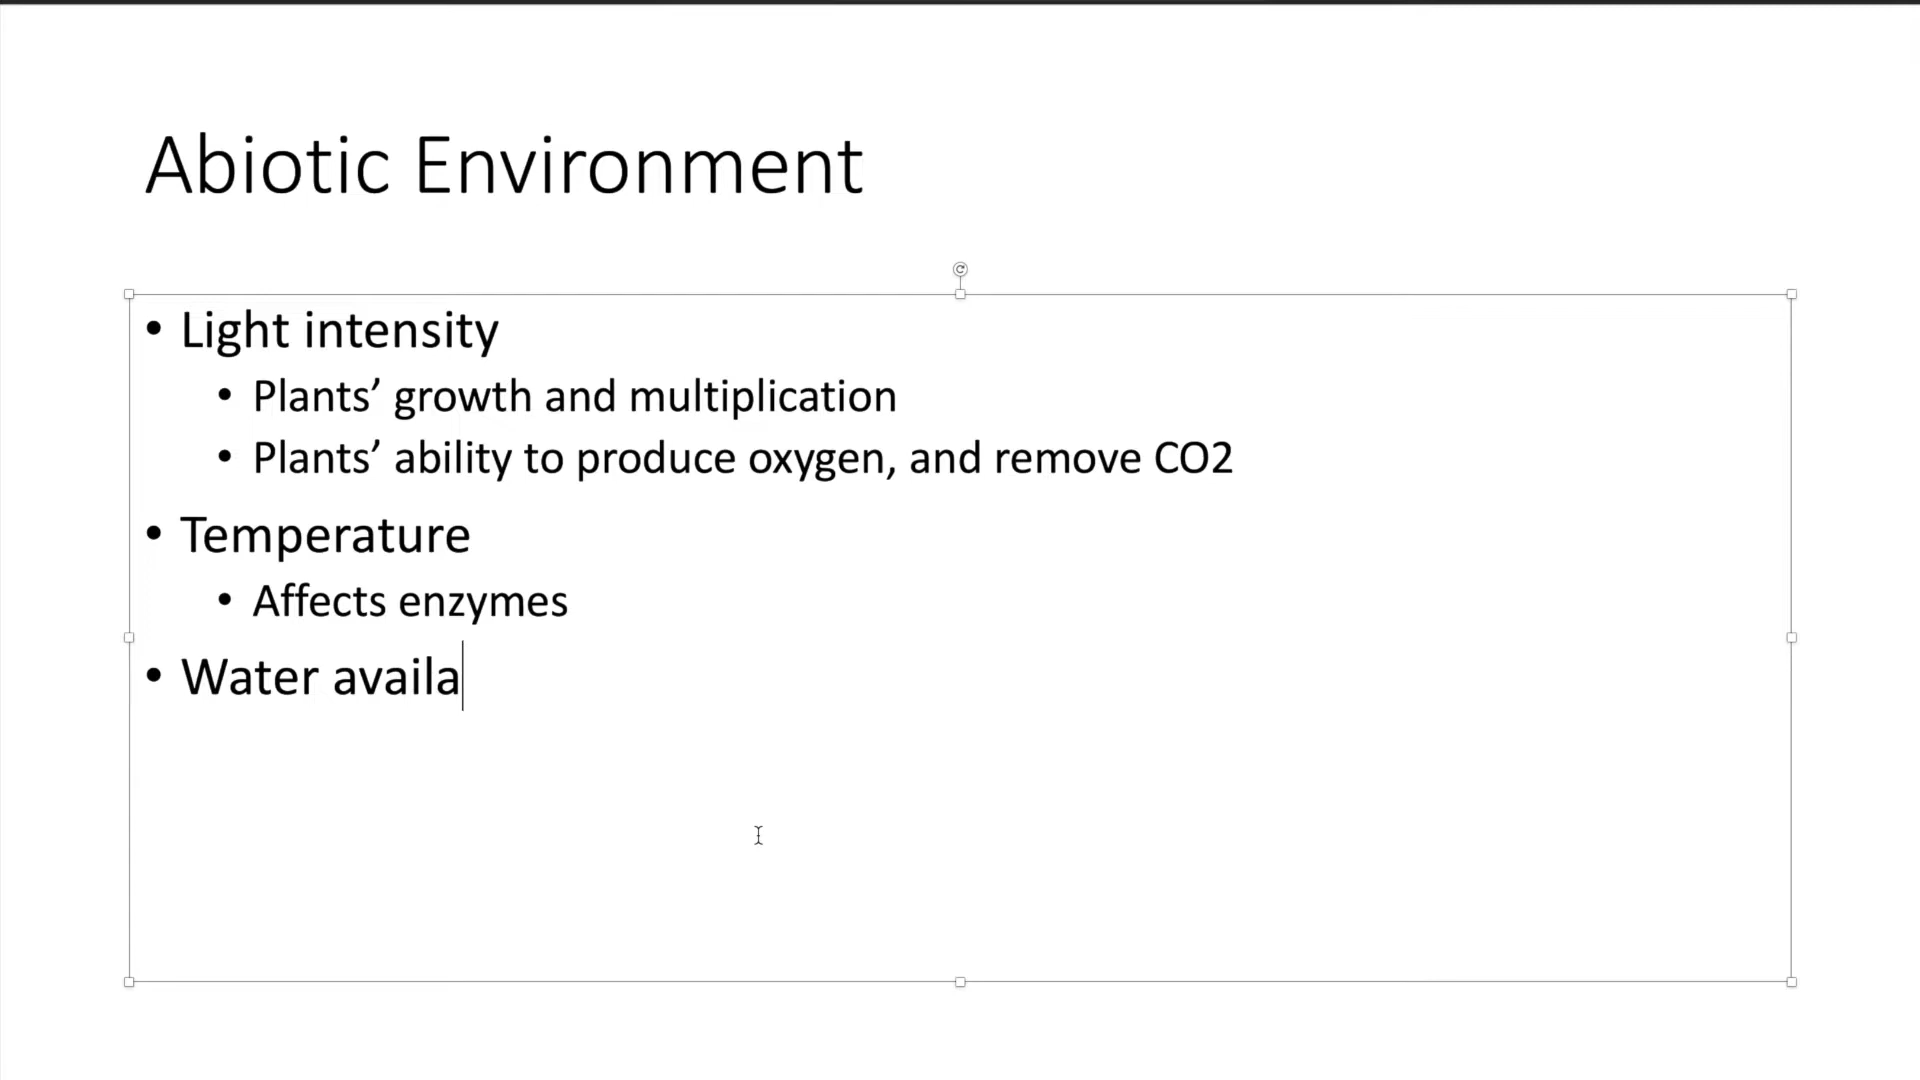 Abiotic Environment
• Light intensity
• Plants’ growth and multiplication
• Plants’ ability to produce oxygen, and remove CO2
• Temperature
• Affects enzymes
• Water availa